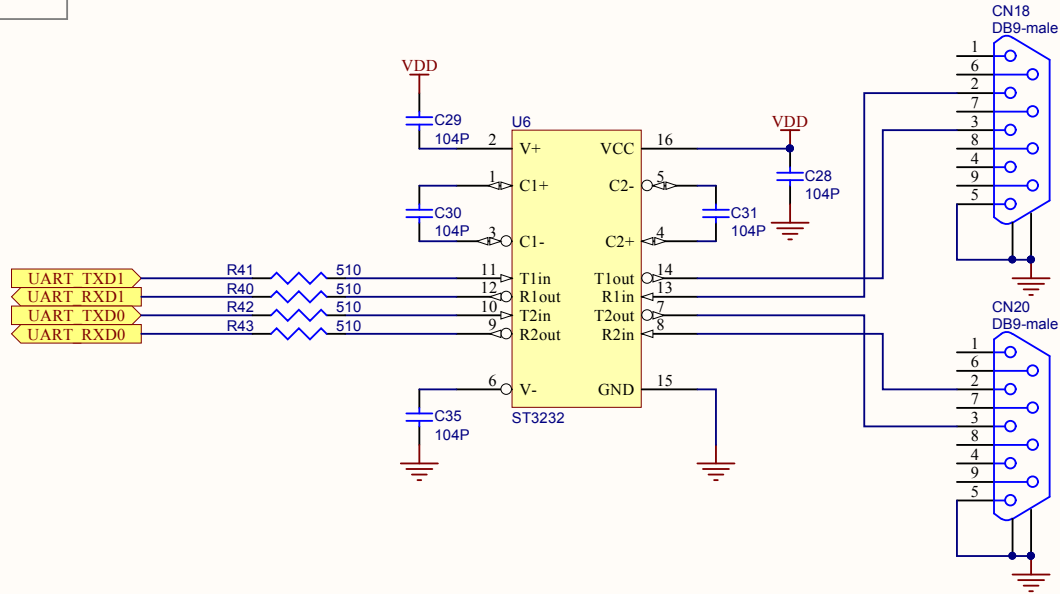 CN18
DB9-male
1
6
2
7
3
8
4
9
5
VDD
C29
104P
U6
2 V+ VCC 16
VDD
C28
104P
1 C1+ C2- 5
C30
104P
C31
104P
3 C1- C2+ 4
UART_TXD1 R41 510 11 T1in T1out 14
UART_RXD1 R40 510 12 R1out R1in 13
UART_TXD0 R42 510 10 T2in T2out 7
UART_RXD0 R43 510 9 R2out R2in 8
6 V- GND 15
C35
104P
ST3232
CN20
DB9-male
1
6
2
7
3
8
4
9
5